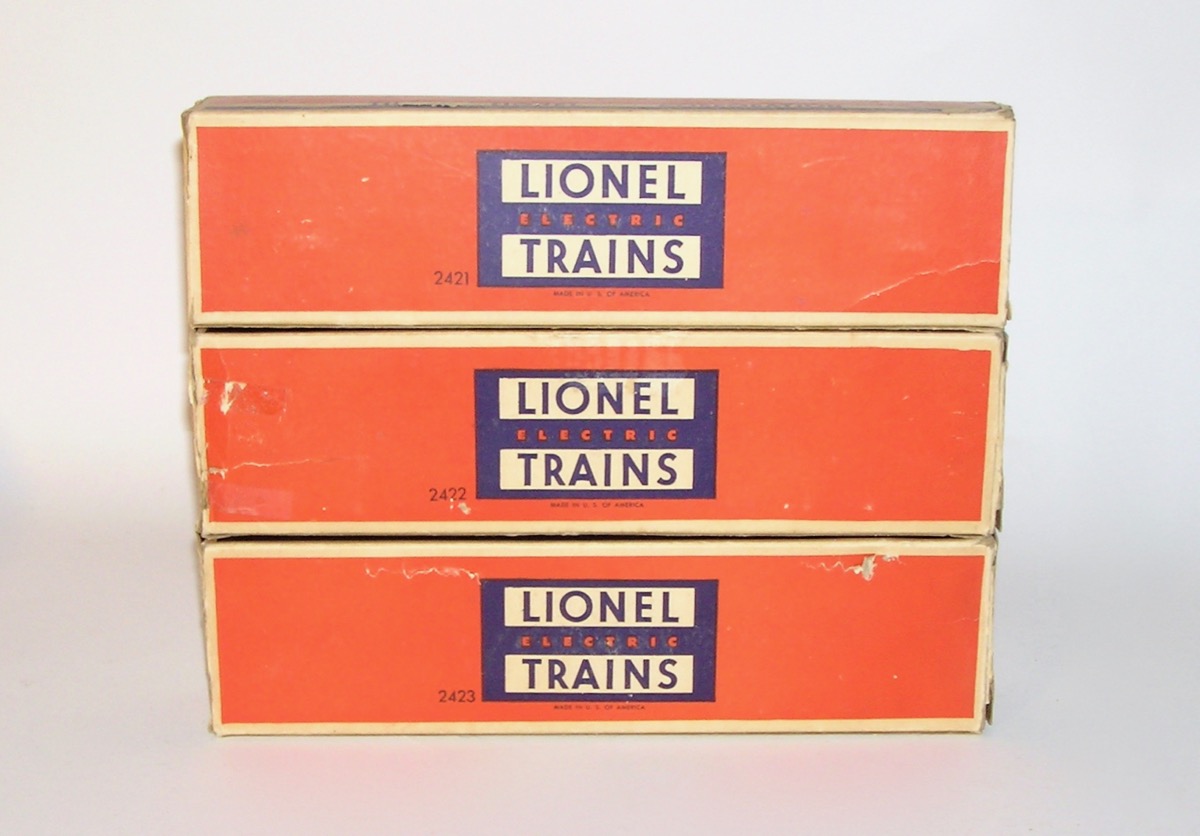 LIONEL
ELECTRIC
TRAINS
2421
MADE IN U. S. OF AMERICA
LIONEL
ELECTRIC
TRAINS
2422
MADE IN U. S. OF AMERICA
LIONEL
ELECTRIC
TRAINS
2423
MADE IN U. S. OF AMERICA